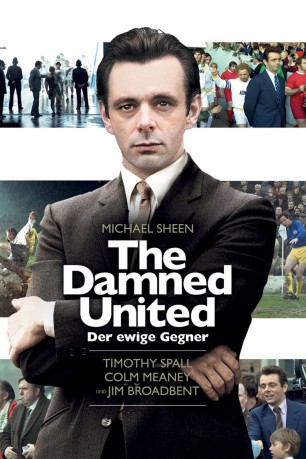 MICHAEL SHEEN
The
Damned
United
Der ewige Gegner
TIMOTHY SPALL
COLM MEANEY
UND JIM BROADBENT